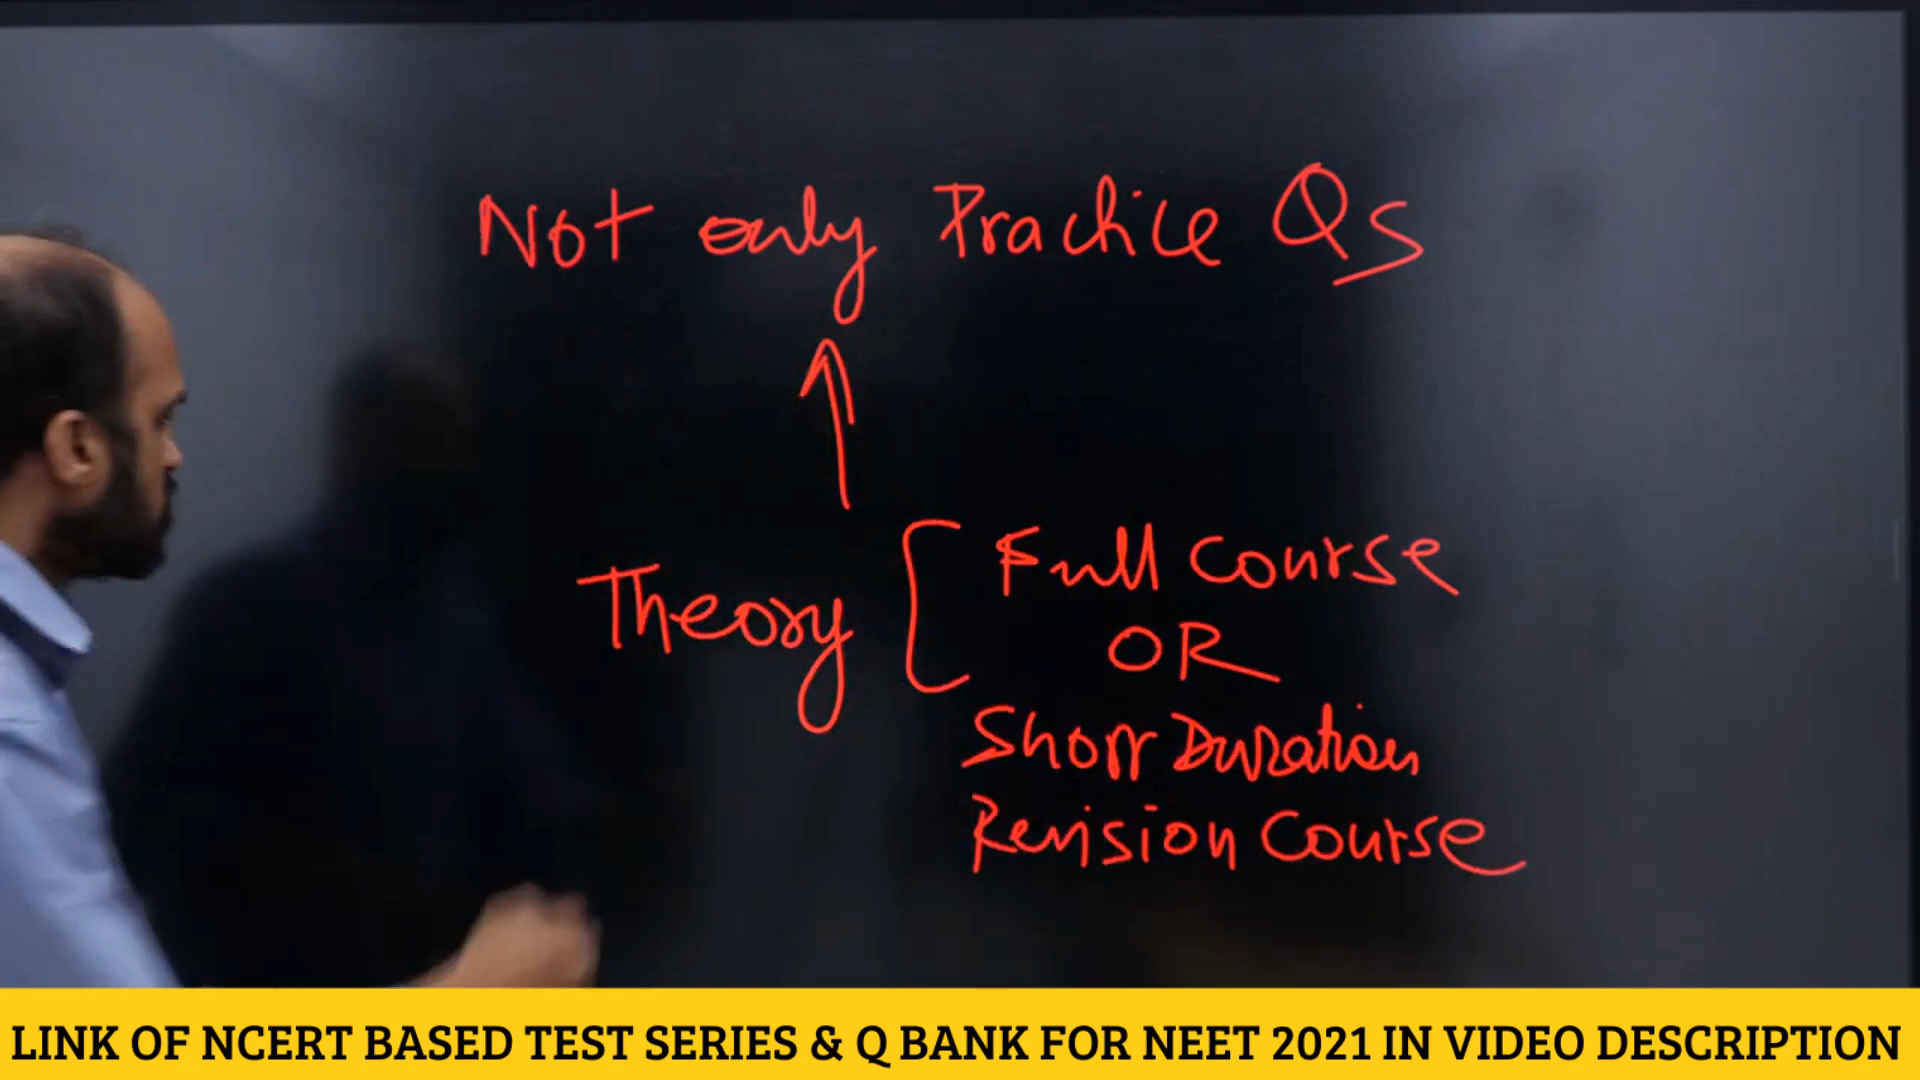 Not only Practice Qs
Theory
Full Course
OR
Short Duration
Revision Course
LINK OF NCERT BASED TEST SERIES & Q BANK FOR NEET 2021 IN VIDEO DESCRIPTION